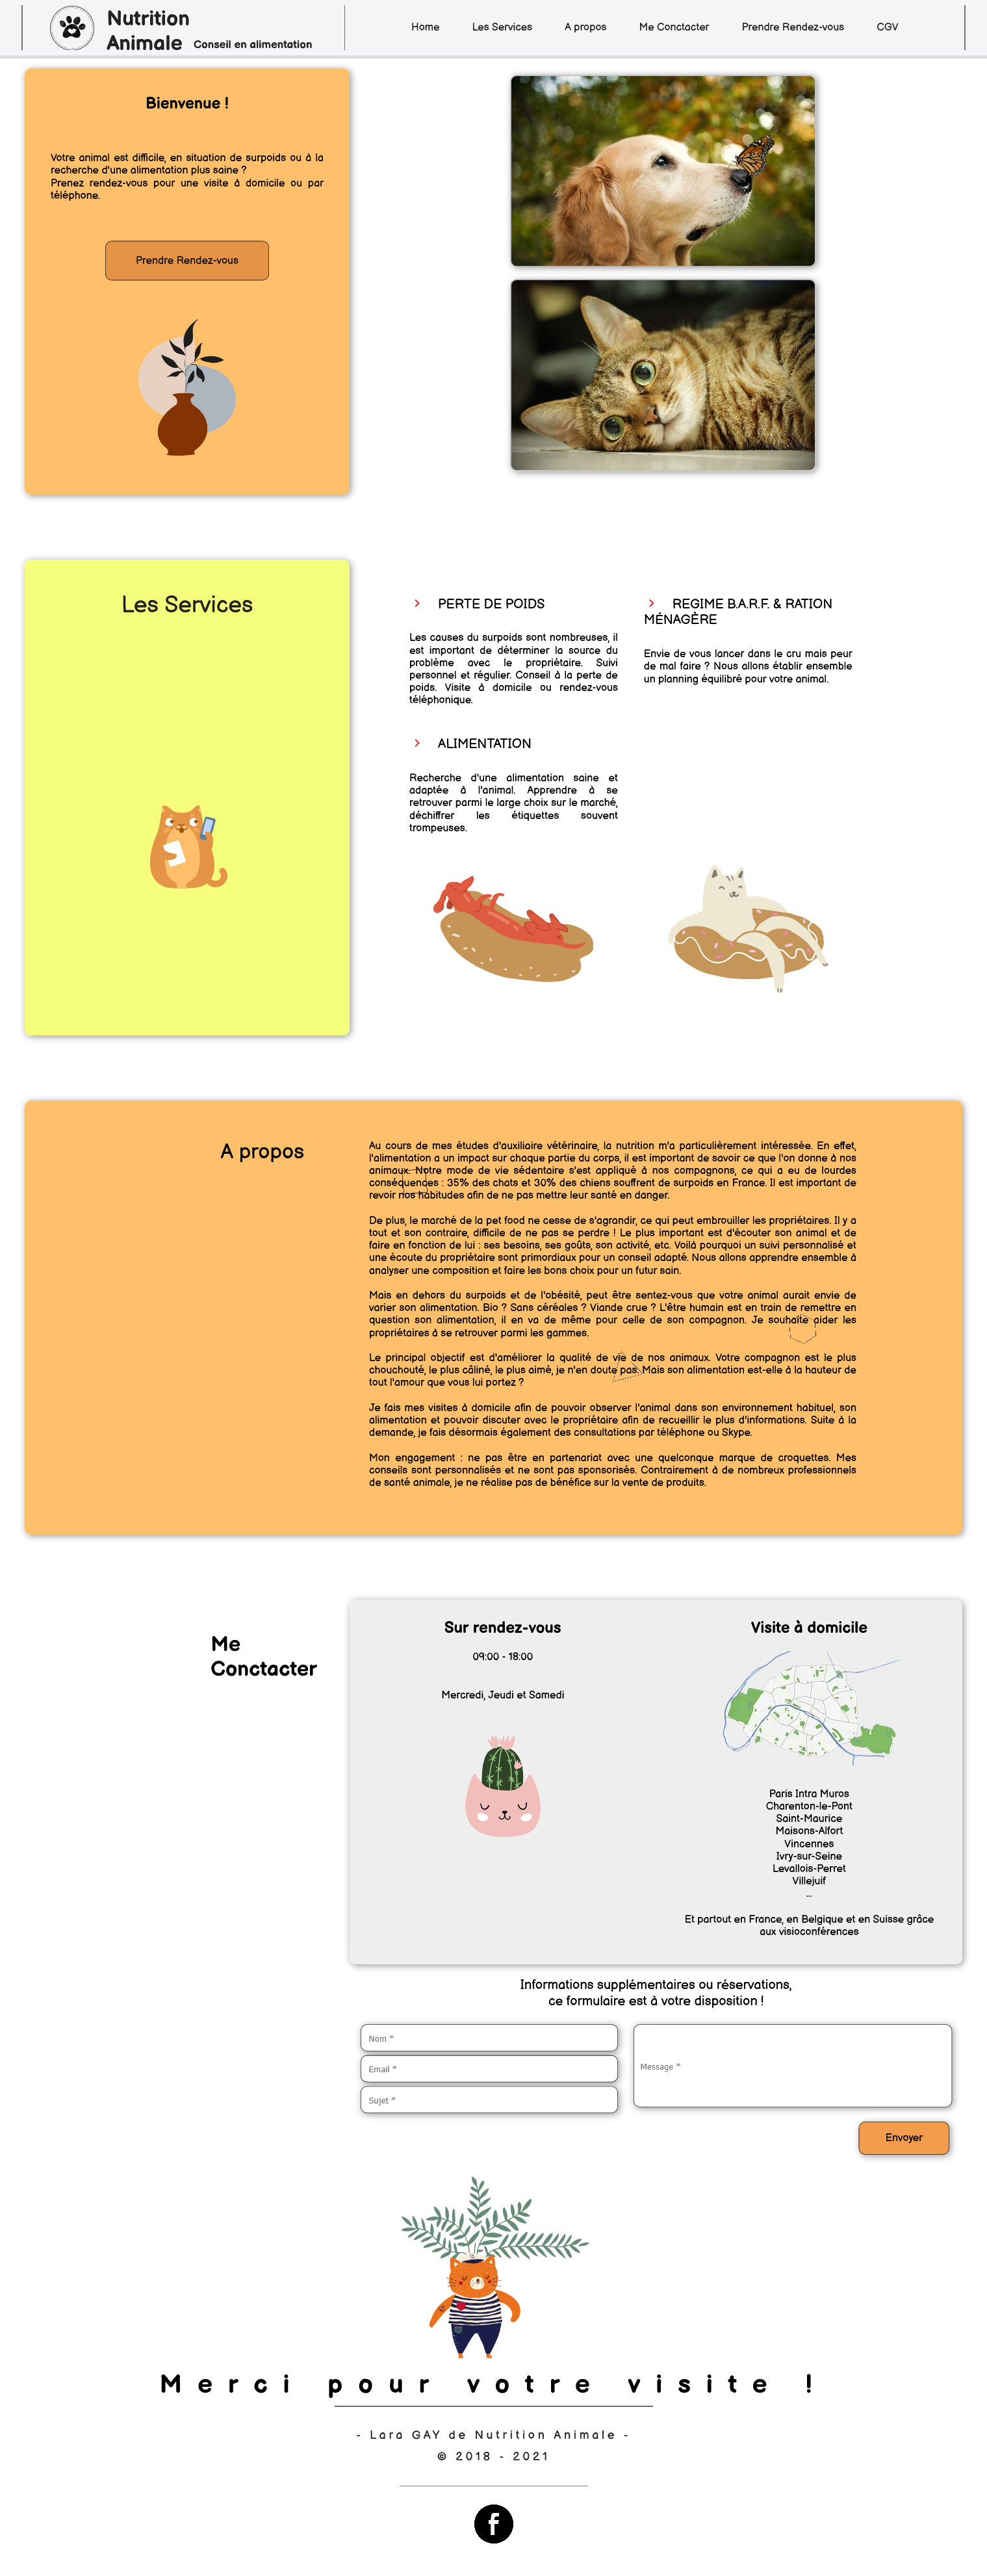 Nutrition
Animale Conseil en alimentation
Home Les Services A propos Me Conctacter Prendre Rendez-vous CGV
Bienvenue !
Votre animal est difficile, en situation de surpoids ou à la
recherche d'une alimentation plus saine ?
Prenez rendez-vous pour une visite à domicile ou par
téléphone.
Prendre Rendez-vous
Les Services
PERTE DE POIDS
Les causes du surpoids sont nombreuses, il
est important de déterminer la source du
problème avec le propriétaire. Suivi
personnel et régulier. Conseil à la perte de
poids. Visite à domicile ou rendez-vous
téléphonique.
REGIME B.A.R.F. & RATION
MÉNAGÈRE
Envie de vous lancer dans le cru mais peur
de mal faire ? Nous allons établir ensemble
un planning équilibré pour votre animal.
ALIMENTATION
Recherche d'une alimentation saine et
adaptée à l'animal. Apprendre à se
retrouver parmi le large choix sur le marché,
déchiffrer les étiquettes souvent
trompeuses.
A propos
Au cours de mes études d'auxiliaire vétérinaire, la nutrition m'a particulièrement intéressée. En effet,
l'alimentation a un impact sur chaque partie du corps, il est important de savoir ce que l'on donne à nos
animaux. Notre mode de vie sédentaire s'est appliqué à nos compagnons, ce qui a eu de lourdes
conséquences : 35% des chats et 30% des chiens souffrent de surpoids en France. Il est important de
revoir les habitudes afin de ne pas mettre leur santé en danger.
De plus, le marché de la pet food ne cesse de s'agrandir, ce qui peut embrouiller les propriétaires. Il y a
tout et son contraire, difficile de ne pas se perdre ! Le plus important est d'écouter son animal et de
faire en fonction de lui : ses besoins, ses goûts, son activité, etc. Voilà pourquoi un suivi personnalisé et
une écoute du propriétaire sont primordiaux pour un conseil adapté. Nous allons apprendre ensemble à
analyser une composition et faire les bons choix pour un futur sain.
Mais en dehors du surpoids et de l'obésité, peut être sentez-vous que votre animal aurait envie de
varier son alimentation. Bio ? Sans céréales ? Viande crue ? L'être humain est en train de remettre en
question son alimentation, il en va de même pour celle de son compagnon. Je souhaite aider les
propriétaires à se retrouver parmi les gammes.
Le principal objectif est d'améliorer la qualité de vie de nos animaux. Votre compagnon est le plus
chouchouté, le plus câliné, le plus aimé, je n'en doute pas. Mais son alimentation est-elle à la hauteur de
tout l'amour que vous lui portez ?
Je fais mes visites à domicile afin de pouvoir observer l'animal dans son environnement habituel, son
alimentation et pouvoir discuter avec le propriétaire afin de recueillir le plus d'informations. Suite à la
demande, je fais désormais également des consultations par téléphone ou Skype.
Mon engagement : ne pas être en partenariat avec une quelconque marque de croquettes. Mes
conseils sont personnalisés et ne sont pas sponsorisés. Contrairement à de nombreux professionnels
de santé animale, je ne réalise pas de bénéfice sur la vente de produits.
Me
Conctacter
Sur rendez-vous
09:00 - 18:00
Mercredi, Jeudi et Samedi
Visite à domicile
Paris Intra Muros
Charenton-le-Pont
Saint-Maurice
Maisons-Alfort
Vincennes
Ivry-sur-Seine
Levallois-Perret
Villejuif
...
Et partout en France, en Belgique et en Suisse grâce
aux visioconférences
Informations supplémentaires ou réservations,
ce formulaire est à votre disposition !
Nom *
Email *
Sujet *
Message *
Envoyer
Merci pour votre visite !
- Lara GAY de Nutrition Animale -
© 2018 - 2021